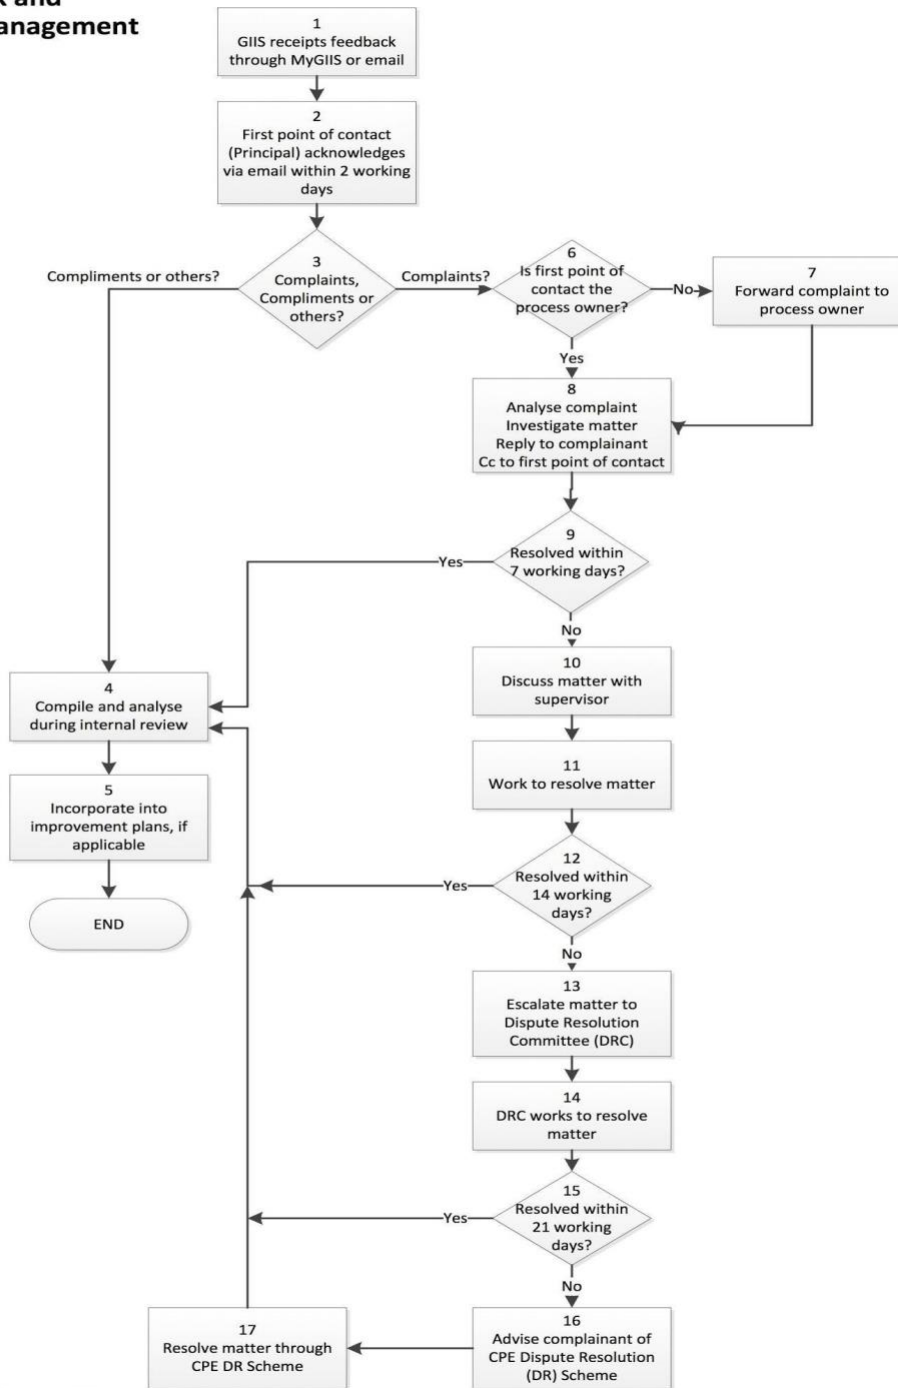 anagement
1
GIIS receipts feedback
through MyGIIS or email
2
First point of contact
(Principal) acknowledges
via email within 2 working
days
Compliments or others?
3
Complaints,
Compliments or
others?
Complaints?
6
Is first point of
contact the
process owner?
No
7
Forward complaint to
process owner
Yes
8
Analyse complaint
Investigate matter
Reply to complainant
Cc to first point of contact
9
Resolved within
7 working days?
Yes
No
10
Discuss matter with
supervisor
4
Compile and analyse
during internal review
11
Work to resolve matter
5
Incorporate into
improvement plans, if
applicable
12
Resolved within
14 working
days?
Yes
END
No
13
Escalate matter to
Dispute Resolution
Committee (DRC)
14
DRC works to resolve
matter
15
Resolved within
21 working
days?
Yes
No
16
Advise complainant of
CPE Dispute Resolution
(DR) Scheme
17
Resolve matter through
CPE DR Scheme